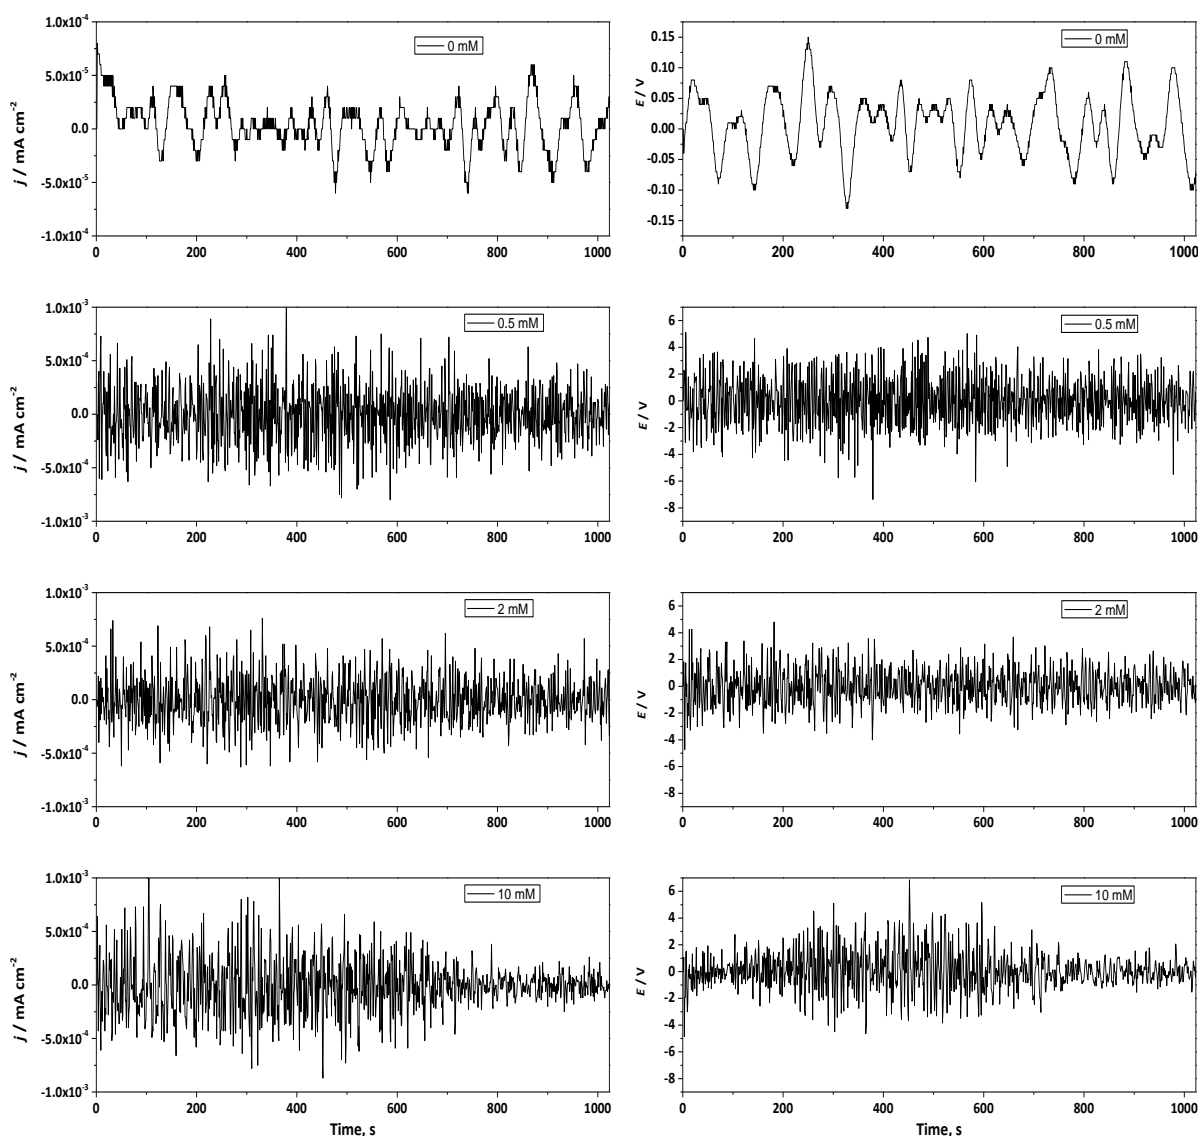 1.0x10⁻⁴
5.0x10⁻⁵
0.0
-5.0x10⁻⁵
-1.0x10⁻⁴
j / mA cm⁻²
0 mM
0 200 400 600 800 1000
0.15
0.10
0.05
0.00
-0.05
-0.10
-0.15
E / V
0 mM
0 200 400 600 800 1000
1.0x10⁻³
5.0x10⁻⁴
0.0
-5.0x10⁻⁴
-1.0x10⁻³
j / mA cm⁻²
0.5 mM
0 200 400 600 800 1000
6
4
2
0
-2
-4
-6
-8
E / V
0.5 mM
0 200 400 600 800 1000
1.0x10⁻³
5.0x10⁻⁴
0.0
-5.0x10⁻⁴
-1.0x10⁻³
j / mA cm⁻²
2 mM
0 200 400 600 800 1000
6
4
2
0
-2
-4
-6
-8
E / V
2 mM
0 200 400 600 800 1000
1.0x10⁻³
5.0x10⁻⁴
0.0
-5.0x10⁻⁴
-1.0x10⁻³
j / mA cm⁻²
10 mM
0 200 400 600 800 1000
Time, s
6
4
2
0
-2
-4
-6
-8
E / V
10 mM
0 200 400 600 800 1000
Time, s